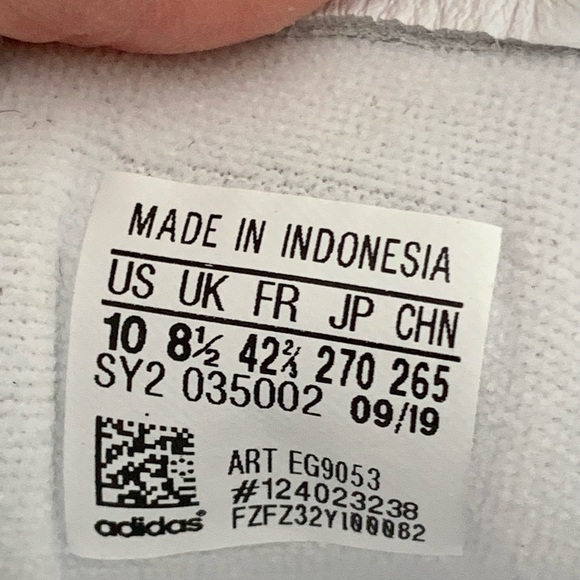 MADE IN INDONESIA
US UK FR JP CHN
10 8½ 42⅔ 270 265
SY2 035002 09/19
ART EG9053
#124023238
FZFZ32Y100082
adidas